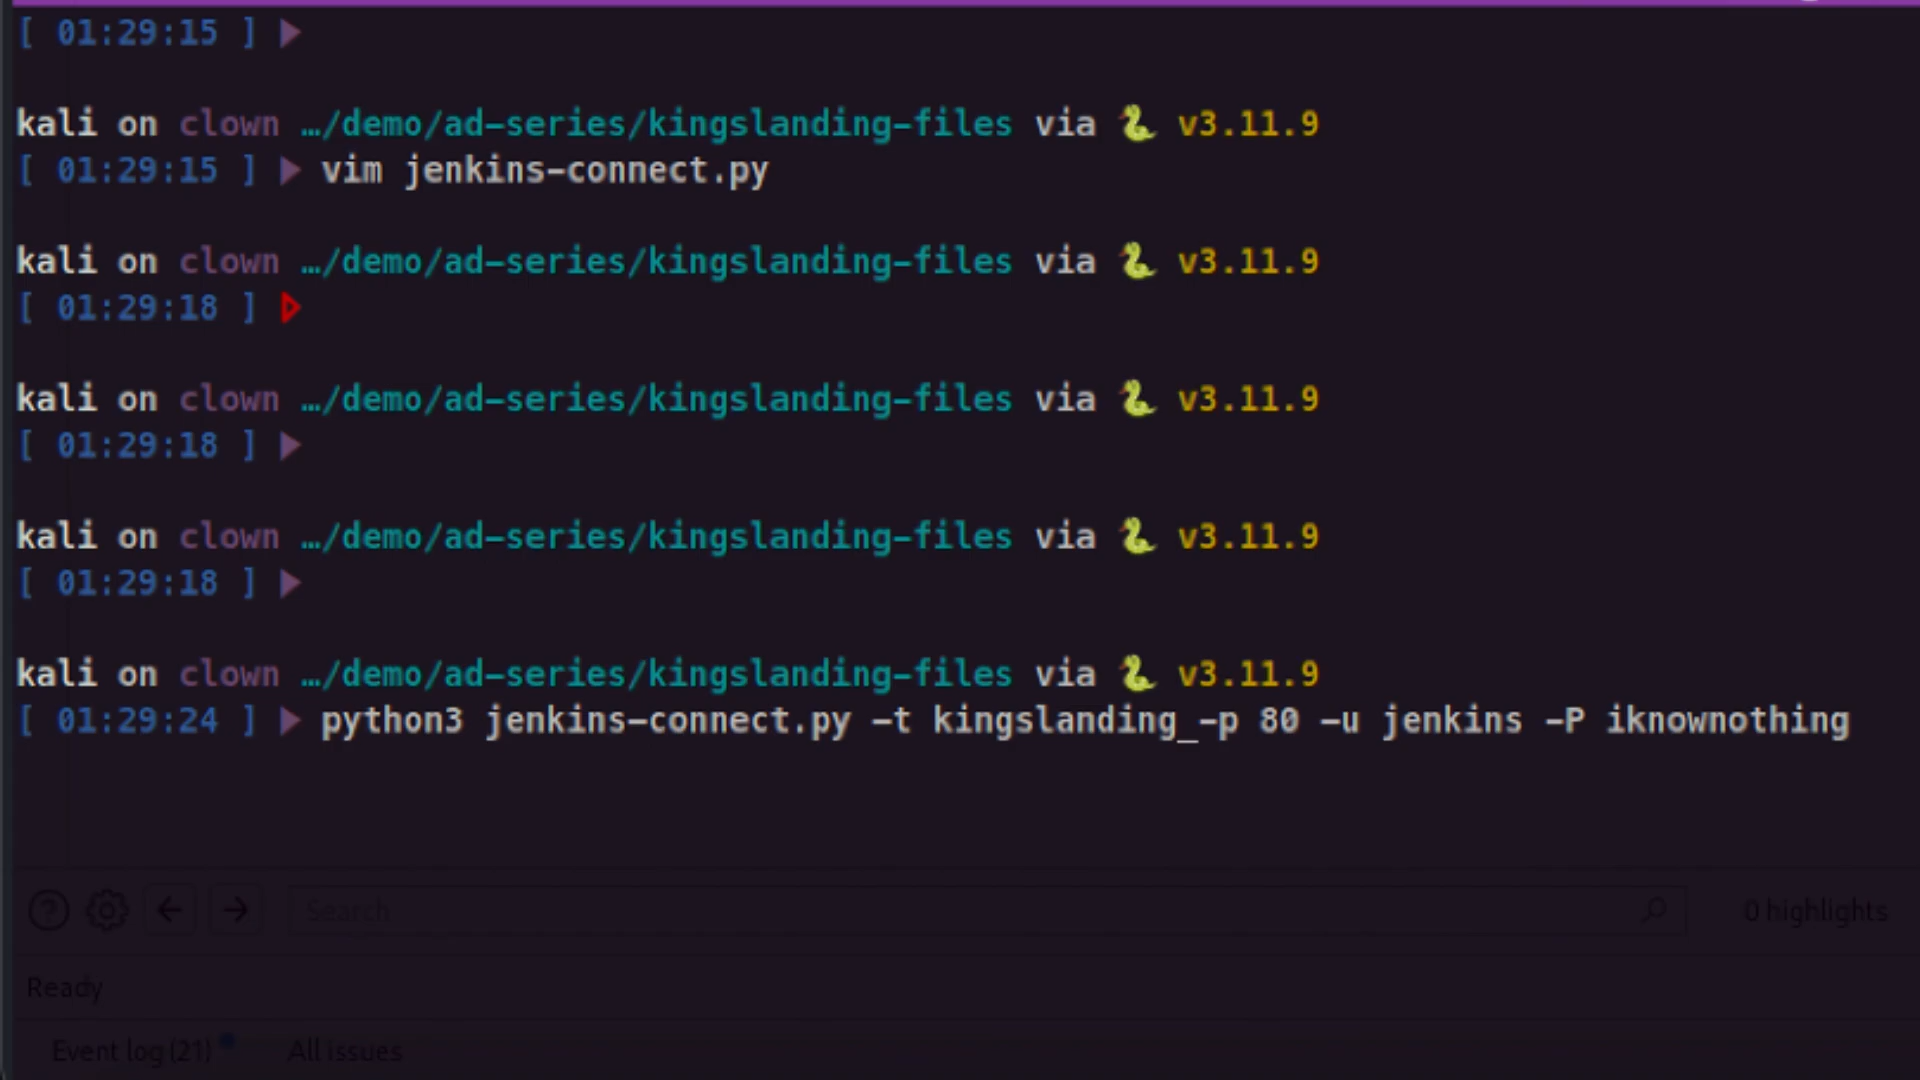 [ 01:29:15 ]
kali on clown …/demo/ad-series/kingslanding-files via 🐍 v3.11.9
[ 01:29:15 ] vim jenkins-connect.py
kali on clown …/demo/ad-series/kingslanding-files via 🐍 v3.11.9
[ 01:29:18 ]
kali on clown …/demo/ad-series/kingslanding-files via 🐍 v3.11.9
[ 01:29:18 ]
kali on clown …/demo/ad-series/kingslanding-files via 🐍 v3.11.9
[ 01:29:18 ]
kali on clown …/demo/ad-series/kingslanding-files via 🐍 v3.11.9
[ 01:29:24 ] python3 jenkins-connect.py -t kingslanding_-p 80 -u jenkins -P iknownothing
Search
0 highlights
Ready
Event log (21) All issues